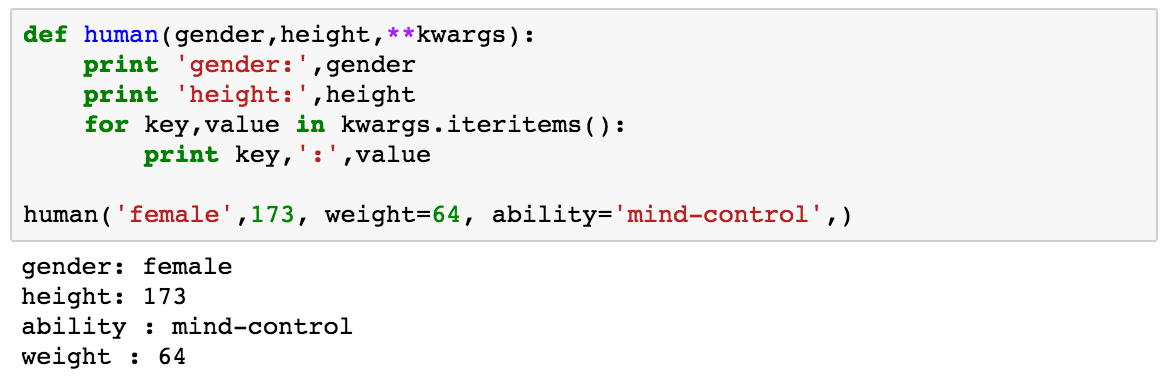 def human(gender,height,**kwargs):
    print 'gender:',gender
    print 'height:',height
    for key,value in kwargs.iteritems():
        print key,':',value

human('female',173, weight=64, ability='mind-control',)
gender: female
height: 173
ability : mind-control
weight : 64